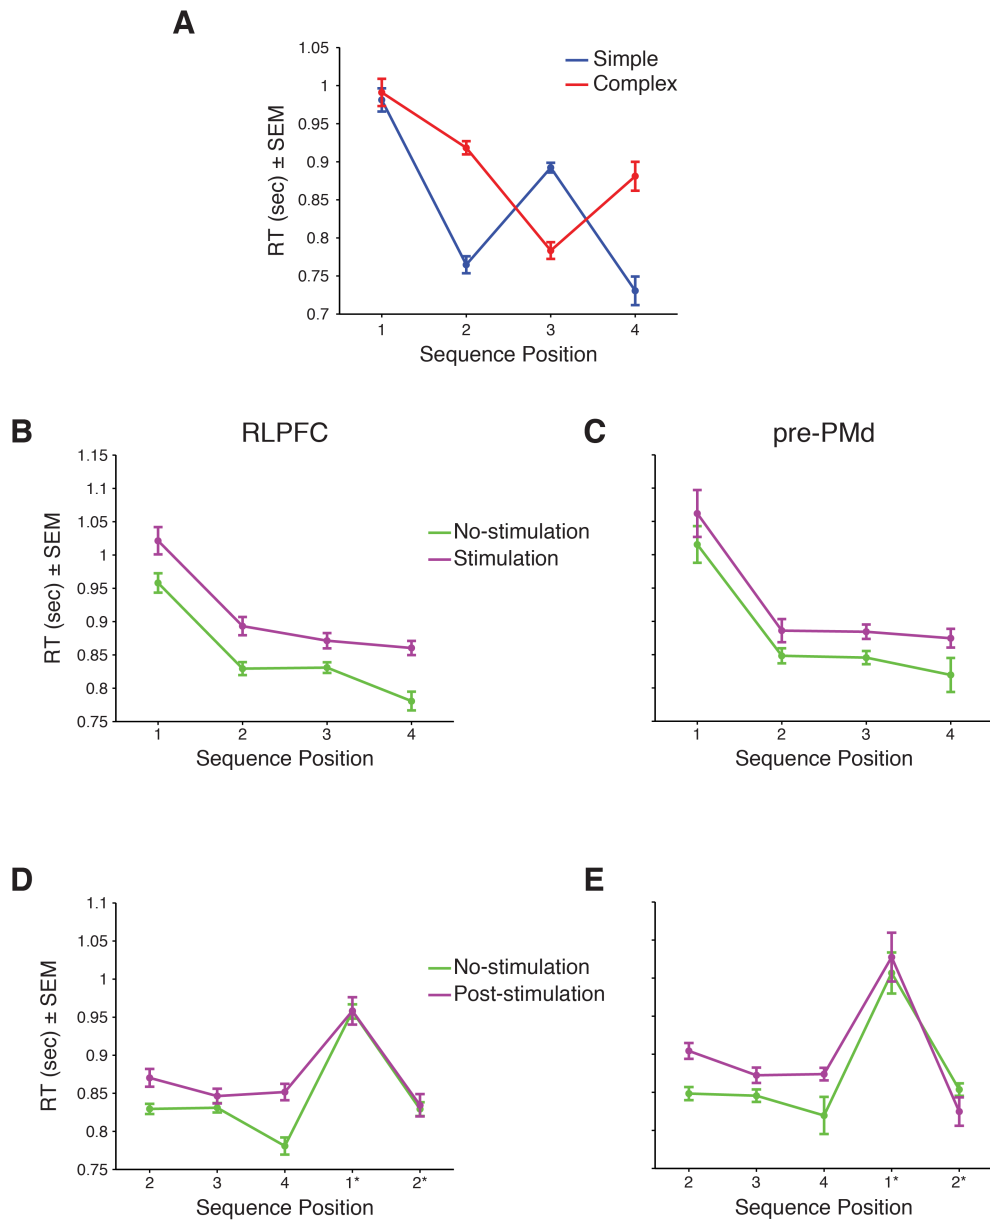 A
1.05
1
0.95
0.9
0.85
0.8
0.75
0.7
RT (sec) ± SEM
Simple
Complex
1 2 3 4
Sequence Position
B
RLPFC
1.15
1.1
1.05
1
0.95
0.9
0.85
0.8
0.75
RT (sec) ± SEM
No-stimulation
Stimulation
1 2 3 4
Sequence Position
C
pre-PMd
1 2 3 4
Sequence Position
D
1.1
1.05
1
0.95
0.9
0.85
0.8
0.75
RT (sec) ± SEM
No-stimulation
Post-stimulation
2 3 4 1* 2*
Sequence Position
E
2 3 4 1* 2*
Sequence Position